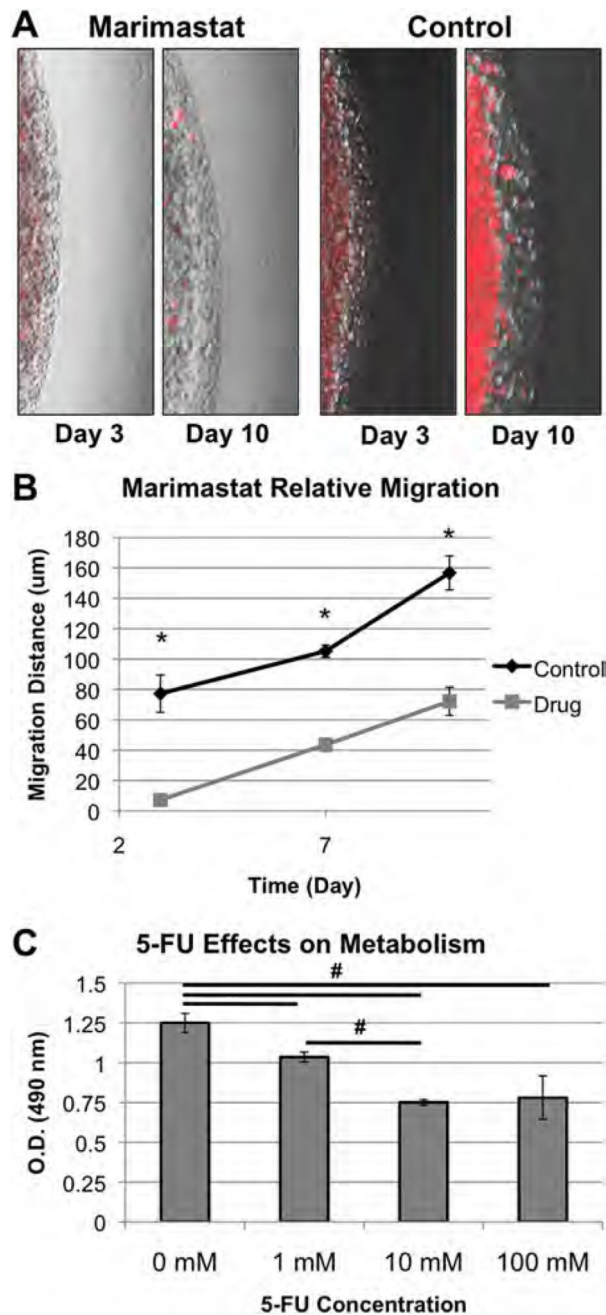 A
Marimastat Control
Day 3 Day 10 Day 3 Day 10
B Marimastat Relative Migration
Migration Distance (um)
180
160
140
120
100
80
60
40
20
0
* * *
Control
Drug
2 7
Time (Day)
C 5-FU Effects on Metabolism
O.D. (490 nm)
1.5
1.25
1
0.75
0.5
0.25
0
#
#
0 mM 1 mM 10 mM 100 mM
5-FU Concentration